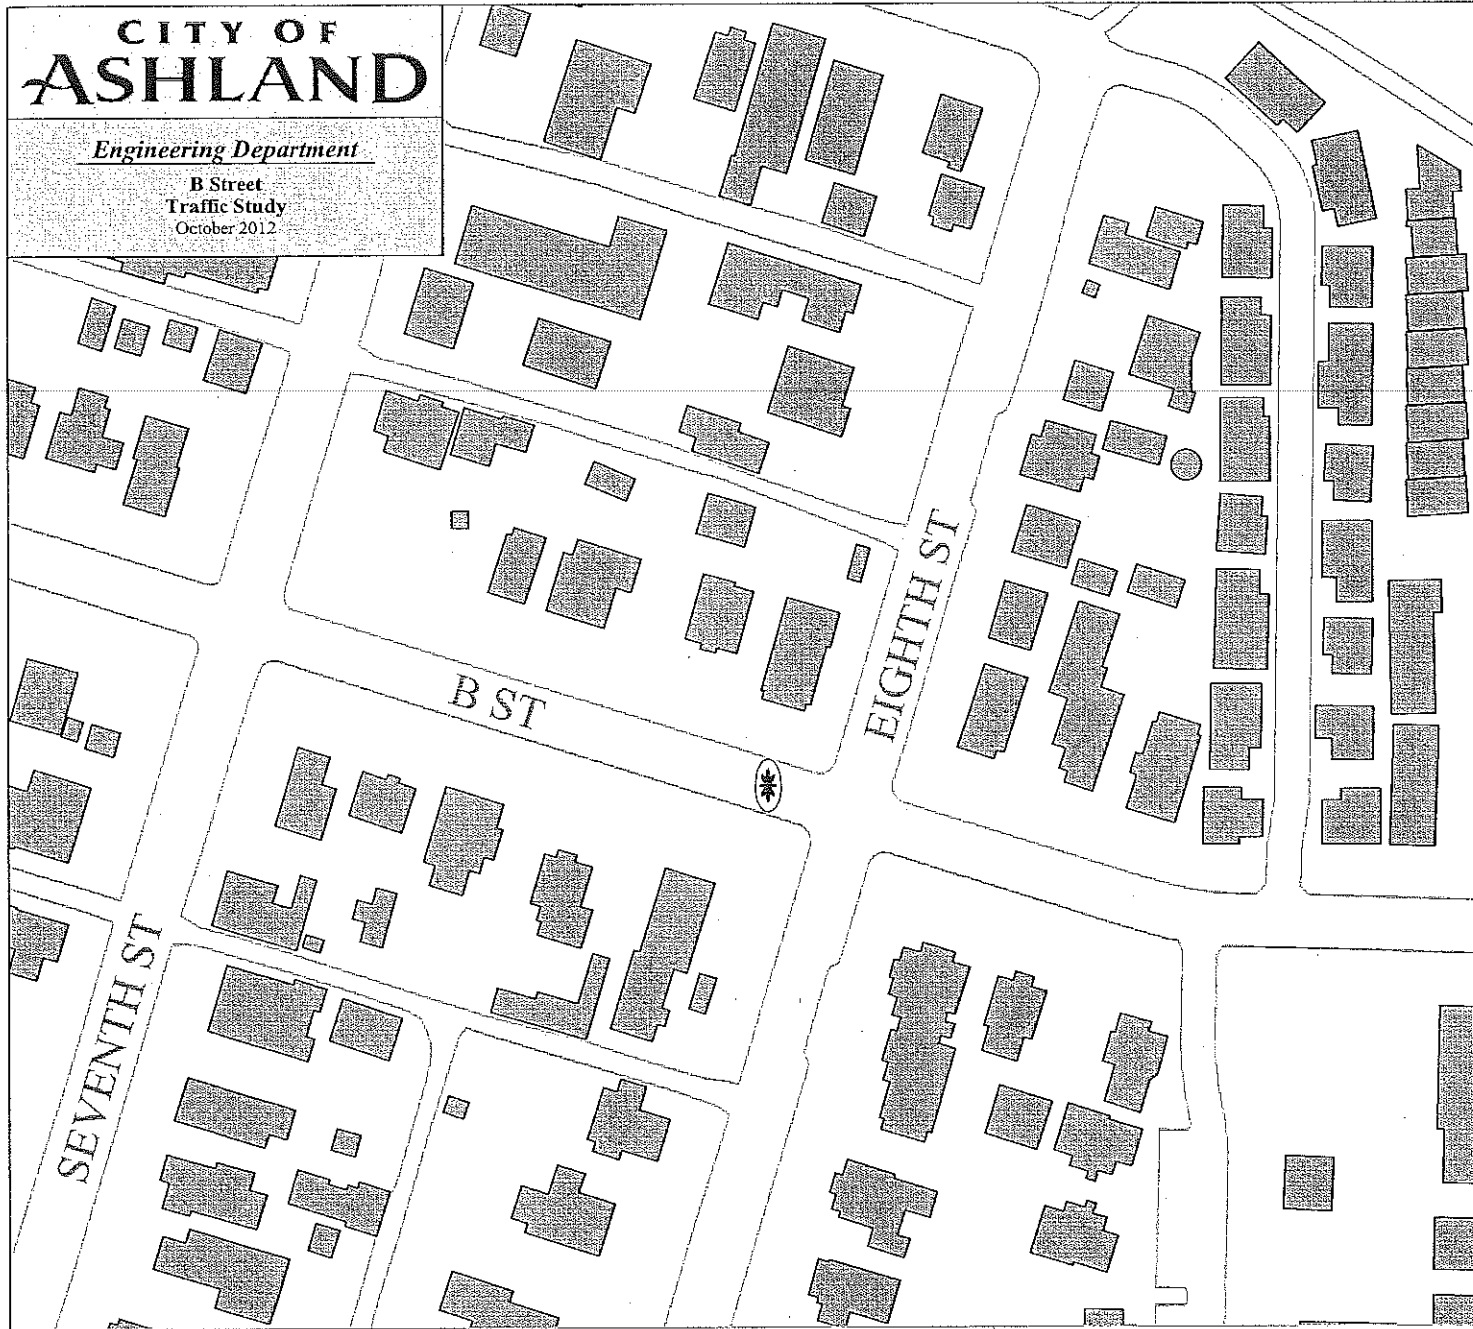 CITY OF
ASHLAND
Engineering Department
B Street
Traffic Study
October 2012
EIGHTH ST
B ST
SEVENTH ST